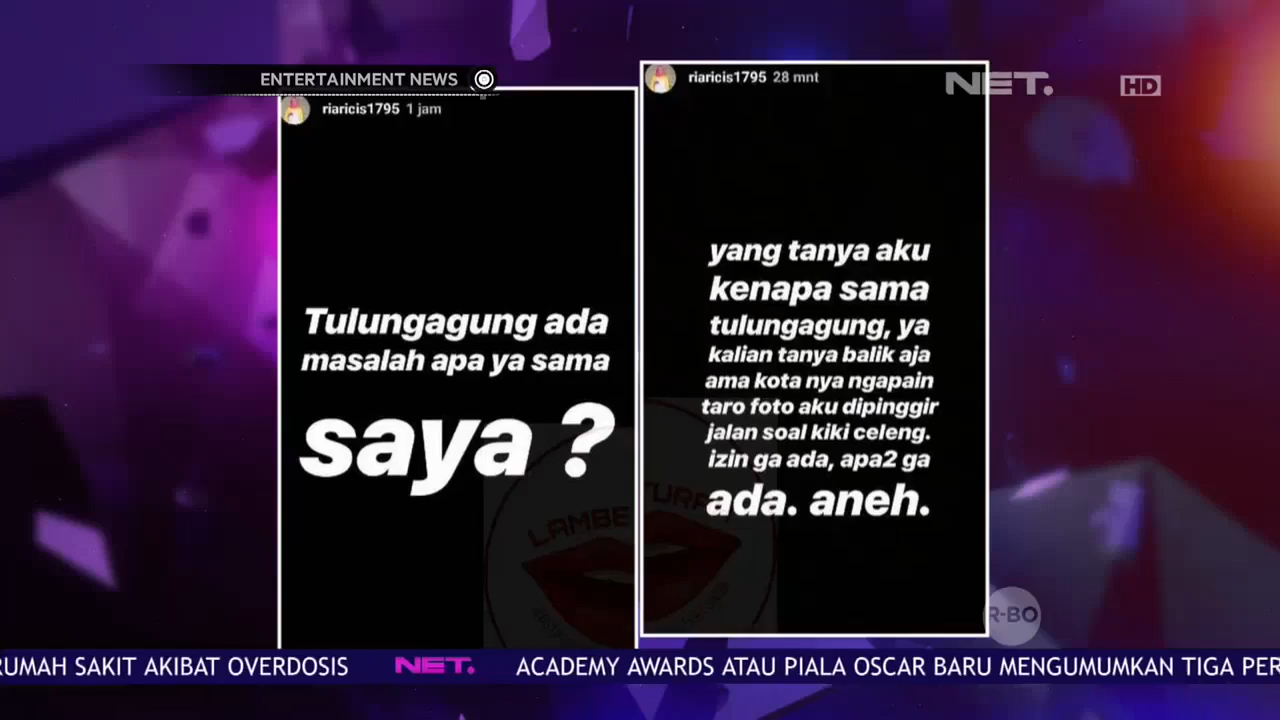 ENTERTAINMENT NEWS
NET.
HD
riaricis1795 1 jam
Tulungagung ada
masalah apa ya sama
saya ?
riaricis1795 28 mnt
yang tanya aku
kenapa sama
tulungagung, ya
kalian tanya balik aja
ama kota nya ngapain
taro foto aku dipinggir
jalan soal kiki celeng.
izin ga ada, apa2 ga
ada. aneh.
LAMBE TURAH
R-BO
RUMAH SAKIT AKIBAT OVERDOSIS NET. ACADEMY AWARDS ATAU PIALA OSCAR BARU MENGUMUMKAN TIGA PER